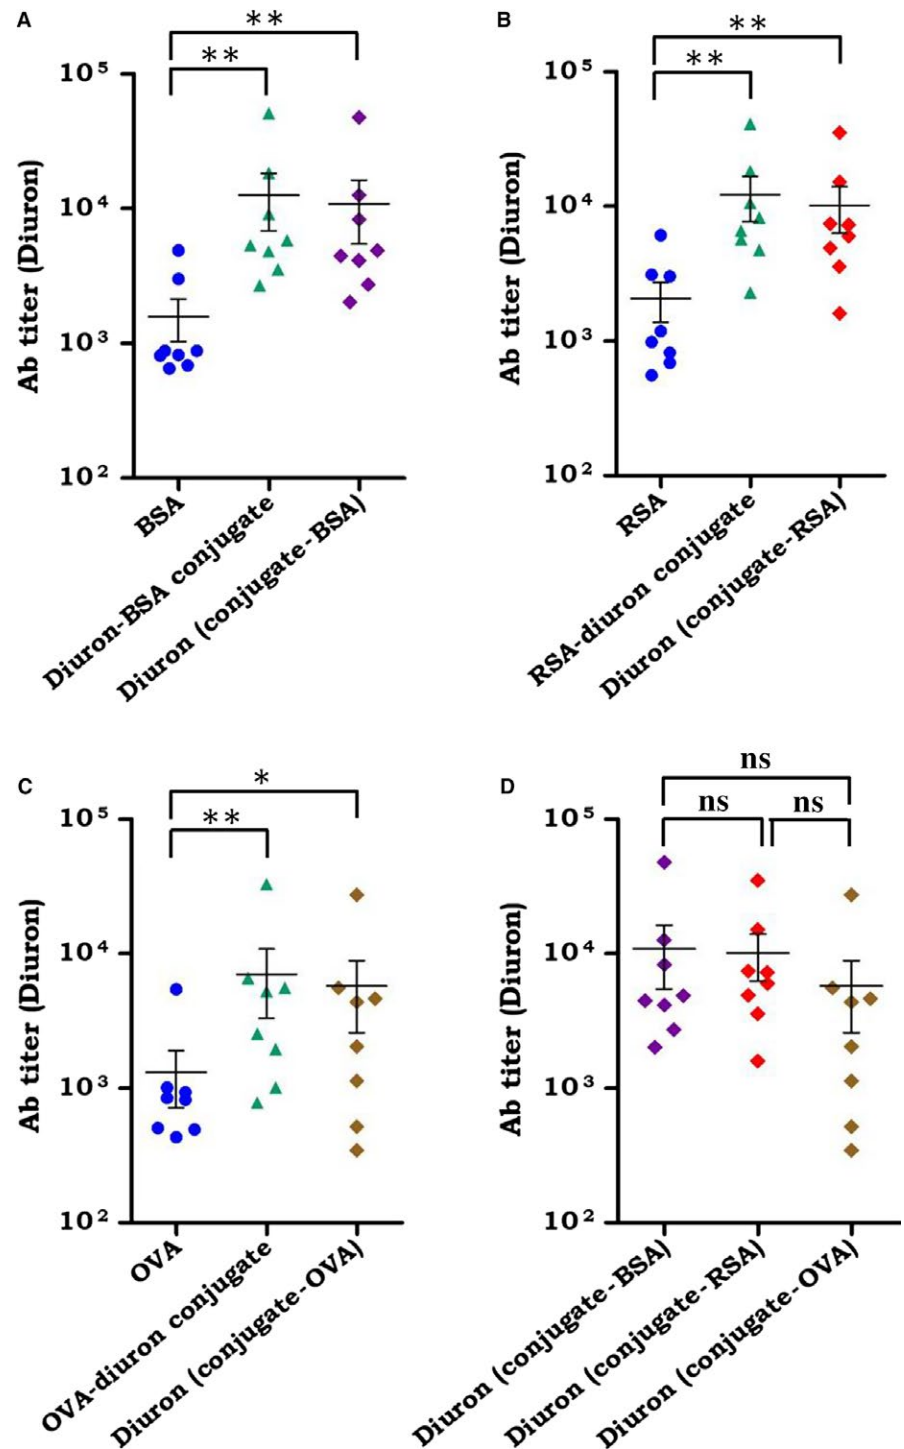 A
**
**
10⁵
10⁴
10³
10²
Ab titer (Diuron)
BSA
Diuron-BSA conjugate
Diuron (conjugate-BSA)
B
**
**
10⁵
10⁴
10³
10²
Ab titer (Diuron)
RSA
RSA-diuron conjugate
Diuron (conjugate-RSA)
C
*
**
10⁵
10⁴
10³
10²
Ab titer (Diuron)
OVA
OVA-diuron conjugate
Diuron (conjugate-OVA)
D
ns
ns
ns
10⁵
10⁴
10³
10²
Ab titer (Diuron)
Diuron (conjugate-BSA)
Diuron (conjugate-RSA)
Diuron (conjugate-OVA)